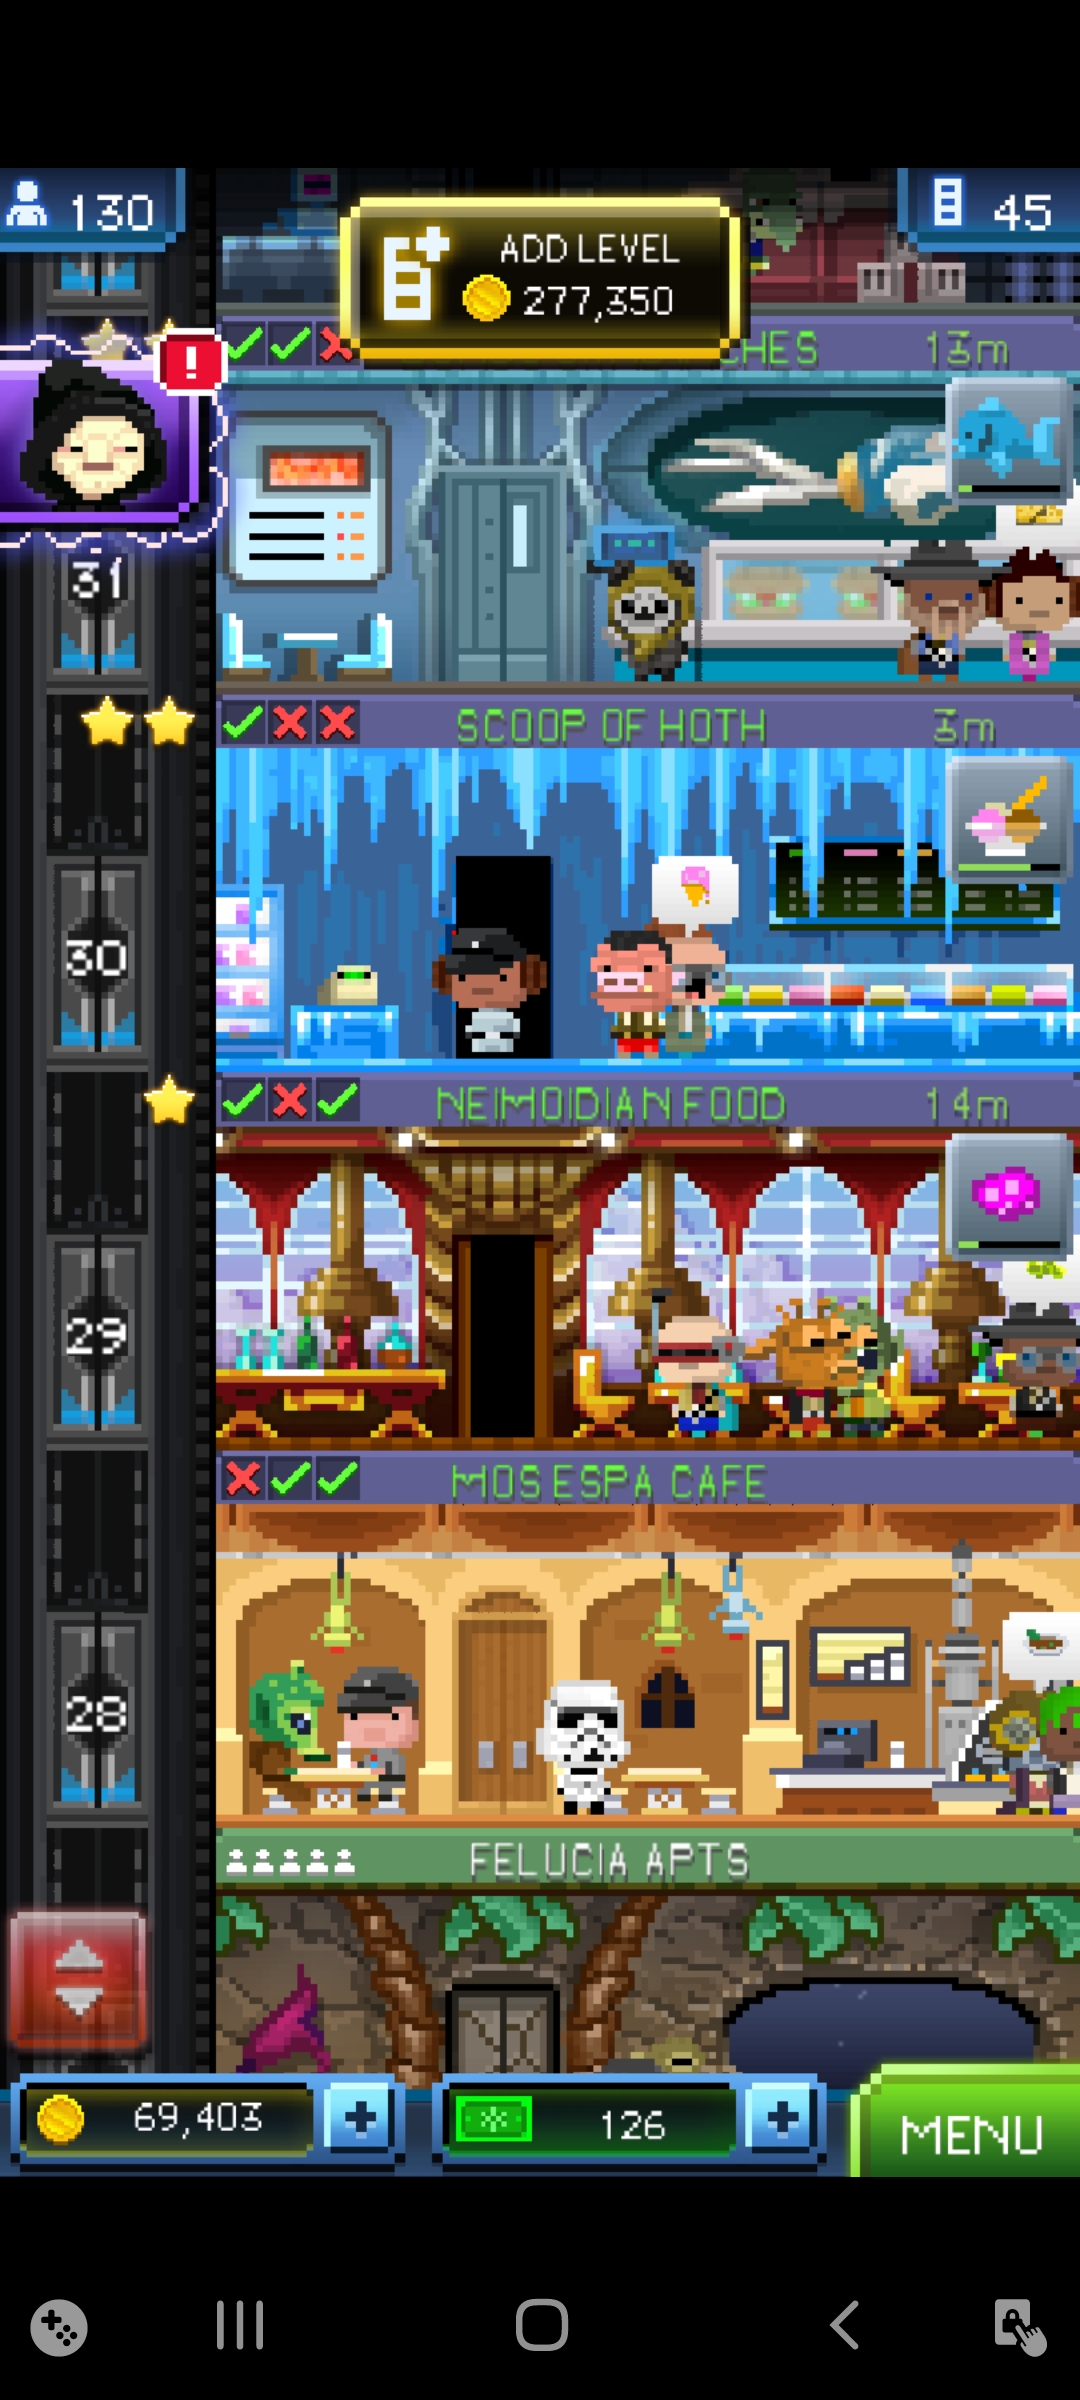 130
45
ADD LEVEL
277,350
CHES 13m
!
31
SCOOP OF HOTH 3m
30
NEIMOIDIAN FOOD 14m
29
MOS ESPA CAFE
28
FELUCIA APTS
69,403 +
126 +
MENU